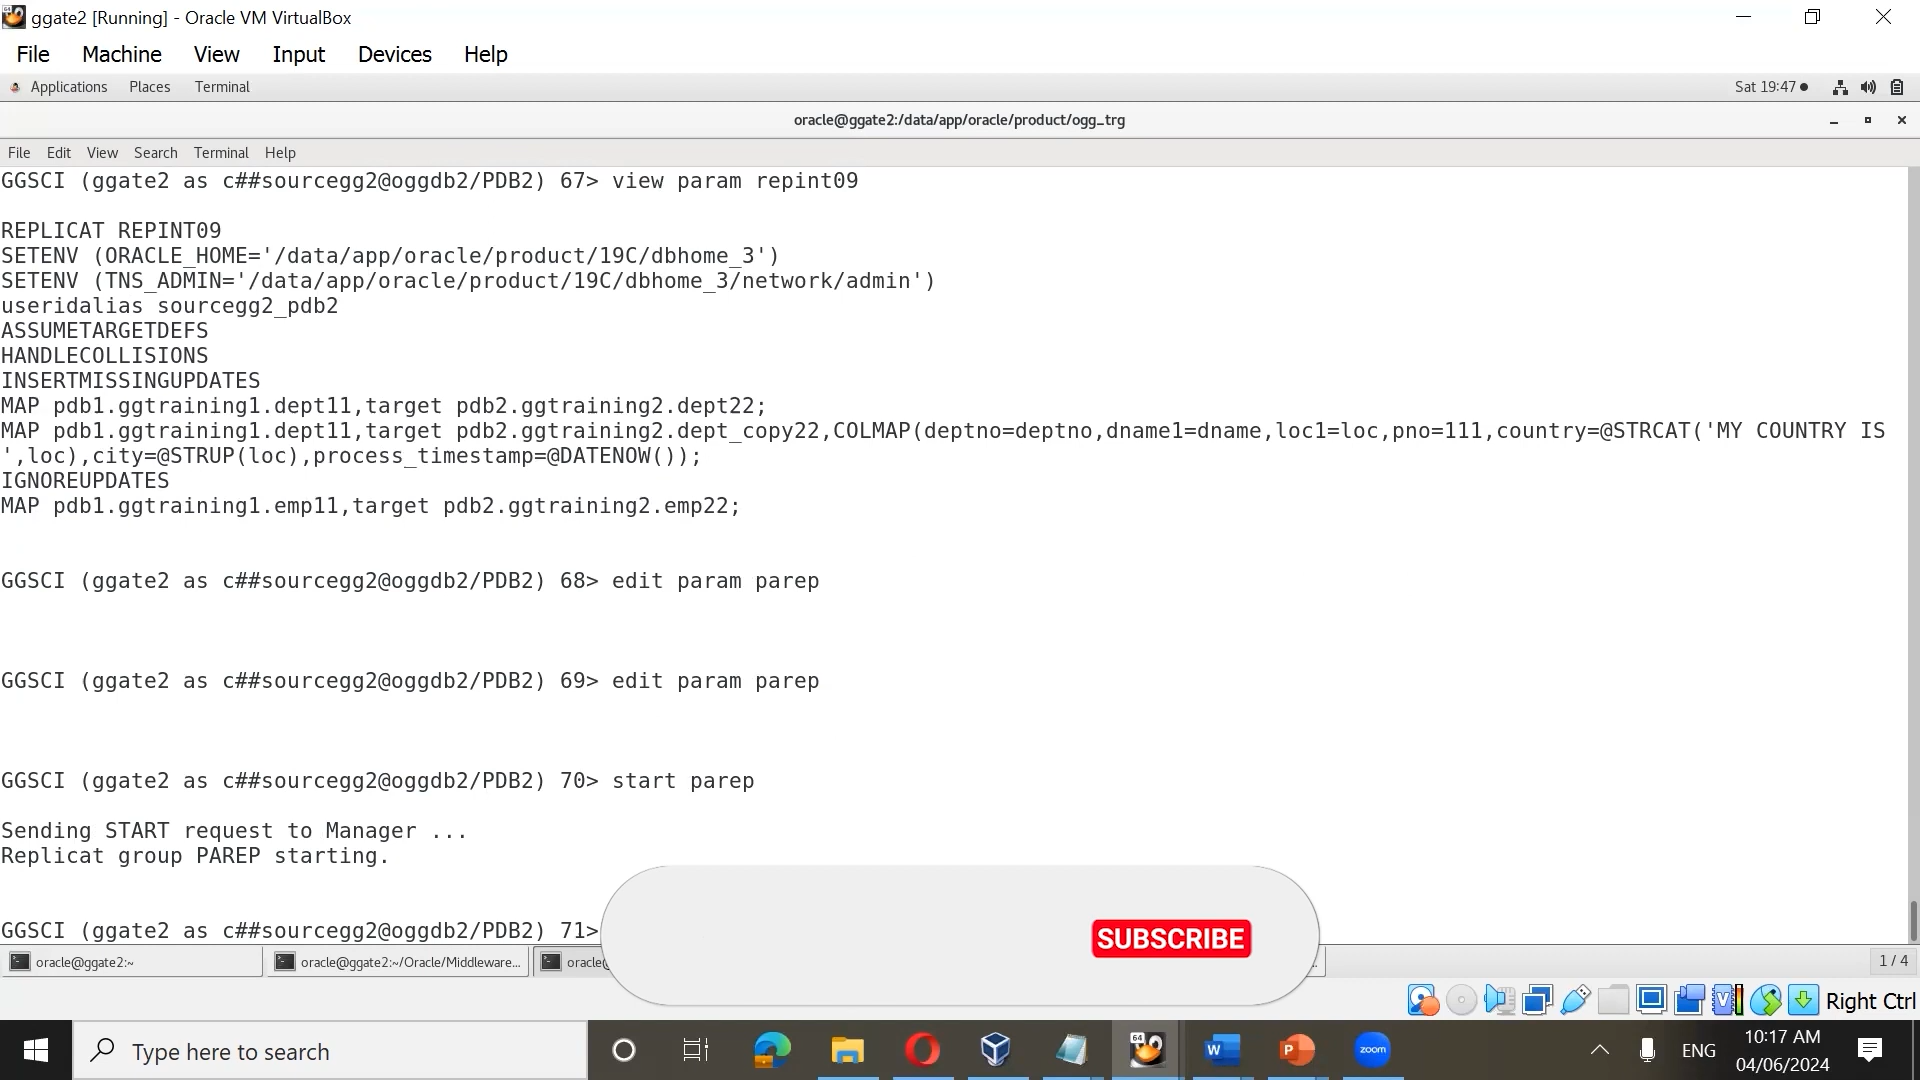 ggate2 [Running] - Oracle VM VirtualBox
File Machine View Input Devices Help
Applications Places Terminal Sat 19:47
oracle@ggate2:/data/app/oracle/product/ogg_trg
File Edit View Search Terminal Help
GGSCI (ggate2 as c##sourcegg2@oggdb2/PDB2) 67> view param repint09
REPLICAT REPINT09
SETENV (ORACLE_HOME='/data/app/oracle/product/19C/dbhome_3')
SETENV (TNS_ADMIN='/data/app/oracle/product/19C/dbhome_3/network/admin')
useridalias sourcegg2_pdb2
ASSUMETARGETDEFS
HANDLECOLLISIONS
INSERTMISSINGUPDATES
MAP pdb1.ggtraining1.dept11,target pdb2.ggtraining2.dept22;
MAP pdb1.ggtraining1.dept11,target pdb2.ggtraining2.dept_copy22,COLMAP(deptno=deptno,dname1=dname,loc1=loc,pno=111,country=@STRCAT('MY COUNTRY IS
',loc),city=@STRUP(loc),process_timestamp=@DATENOW());
IGNOREUPDATES
MAP pdb1.ggtraining1.emp11,target pdb2.ggtraining2.emp22;
GGSCI (ggate2 as c##sourcegg2@oggdb2/PDB2) 68> edit param parep
GGSCI (ggate2 as c##sourcegg2@oggdb2/PDB2) 69> edit param parep
GGSCI (ggate2 as c##sourcegg2@oggdb2/PDB2) 70> start parep
Sending START request to Manager ...
Replicat group PAREP starting.
GGSCI (ggate2 as c##sourcegg2@oggdb2/PDB2) 71>
SUBSCRIBE
oracle@ggate2:~ oracle@ggate2:~/Oracle/Middleware... 1 / 4
Right Ctrl
Type here to search
zoom
ENG
10:17 AM
04/06/2024